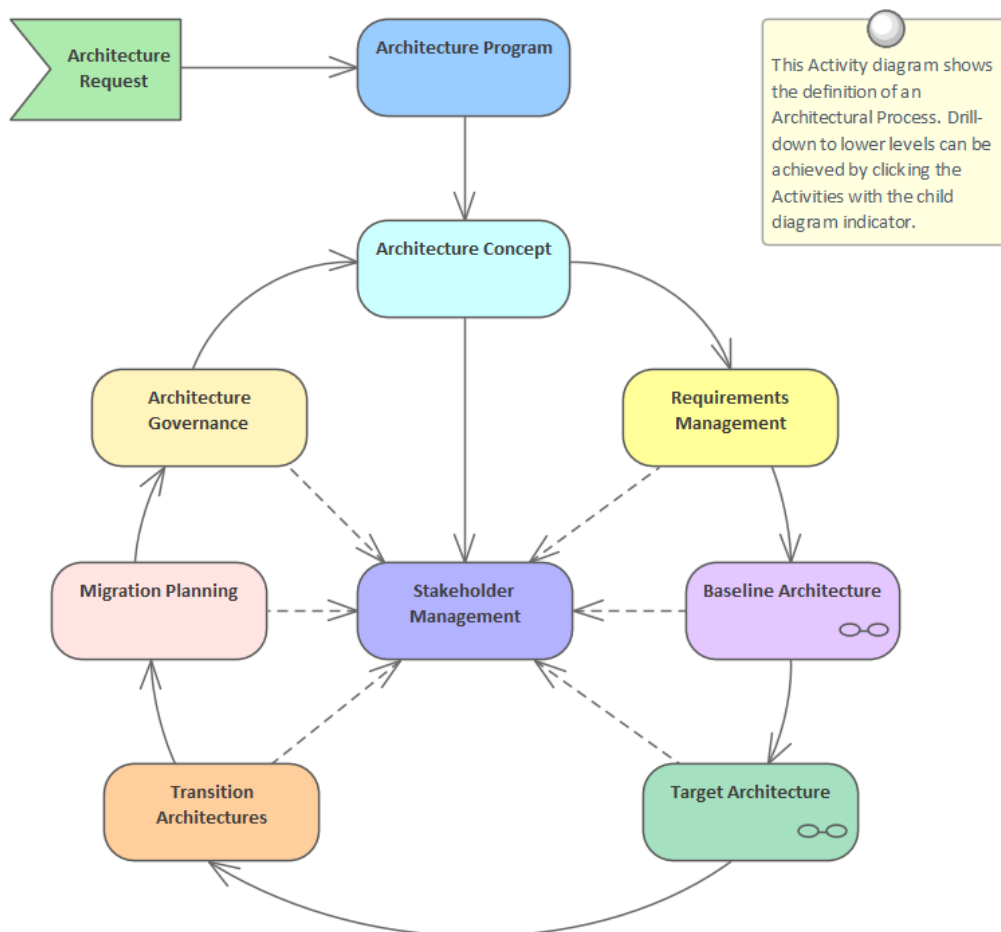 Architecture
Request
Architecture Program
This Activity diagram shows
the definition of an
Architectural Process. Drill-
down to lower levels can be
achieved by clicking the
Activities with the child
diagram indicator.
Architecture Concept
Architecture
Governance
Requirements
Management
Migration Planning
Stakeholder
Management
Baseline Architecture
Transition
Architectures
Target Architecture